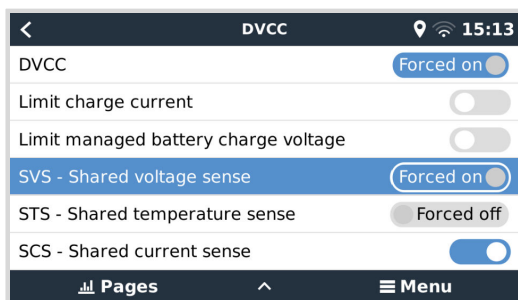 DVCC 15:13
DVCC Forced on
Limit charge current
Limit managed battery charge voltage
SVS - Shared voltage sense Forced on
STS - Shared temperature sense Forced off
SCS - Shared current sense
Pages Menu